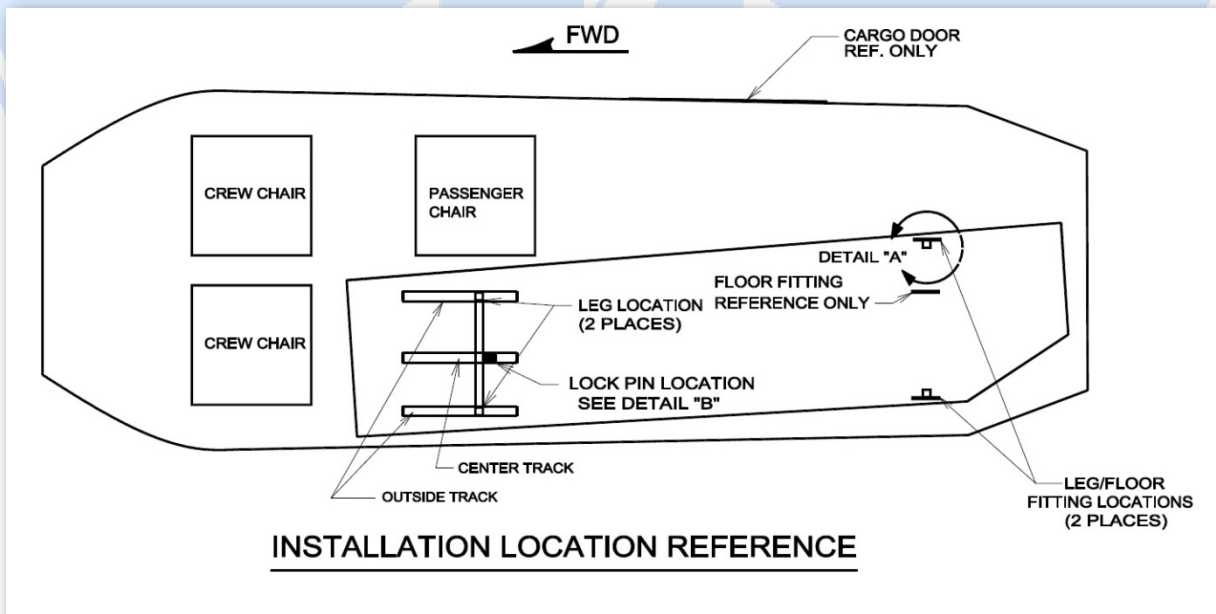 FWD
CARGO DOOR
REF. ONLY
CREW CHAIR
PASSENGER
CHAIR
DETAIL "A"
FLOOR FITTING
REFERENCE ONLY
LEG LOCATION
(2 PLACES)
CREW CHAIR
LOCK PIN LOCATION
SEE DETAIL "B"
CENTER TRACK
OUTSIDE TRACK
LEG/FLOOR
FITTING LOCATIONS
(2 PLACES)
INSTALLATION LOCATION REFERENCE